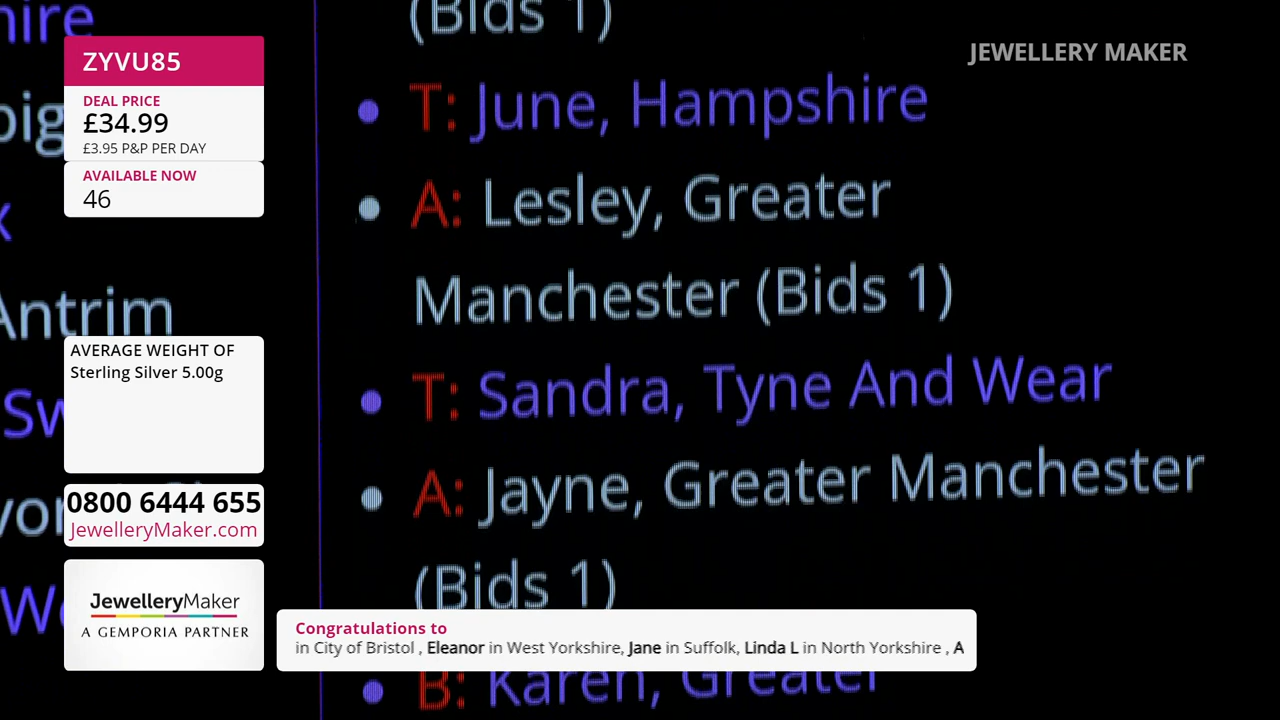 hire
Antrim
(Bids 1)
T: June, Hampshire
A: Lesley, Greater
Manchester (Bids 1)
T: Sandra, Tyne And Wear
A: Jayne, Greater Manchester
(Bids 1)
B: Karen, Greater
JEWELLERY MAKER
ZYVU85
DEAL PRICE
£34.99
£3.95 P&P PER DAY
AVAILABLE NOW
46
AVERAGE WEIGHT OF
Sterling Silver 5.00g
0800 6444 655
JewelleryMaker.com
JewelleryMaker
A GEMPORIA PARTNER
Congratulations to
in City of Bristol , Eleanor in West Yorkshire, Jane in Suffolk, Linda L in North Yorkshire , A